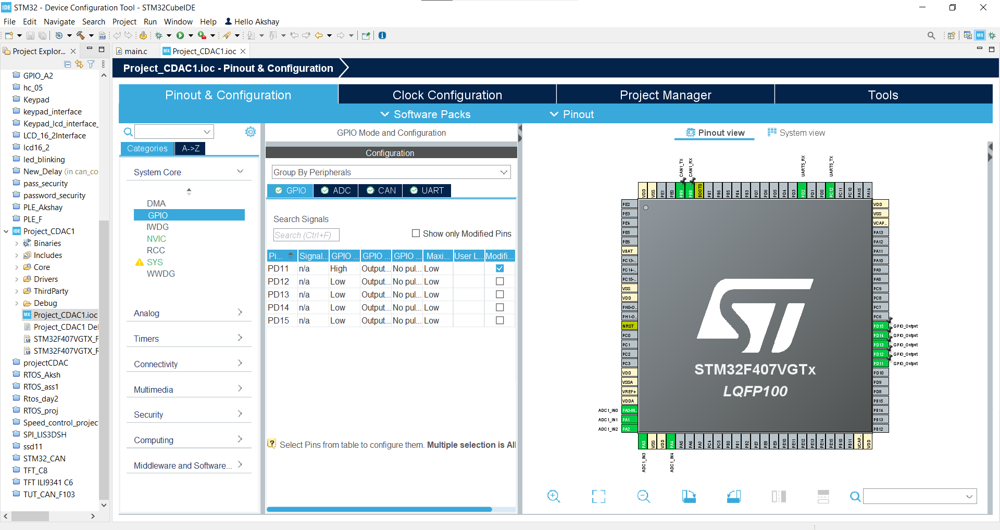 STM32 - Device Configuration Tool - STM32CubeIDE
File Edit Navigate Search Project Run Window Help Hello Akshay
Project Explor...
main.c
Project_CDAC1.ioc
Project_CDAC1.ioc - Pinout & Configuration
Pinout & Configuration
Clock Configuration
Project Manager
Tools
Software Packs
Pinout
GPIO_A2
hc_05
Keypad
keypad_interface
Keypad_lcd_interface_
LCD_16_2Interface
lcd16_2
led_blinking
New_Delay (in can_co
pass_security
password_security
PLE_Akshay
PLE_F
Project_CDAC1
Binaries
Includes
Core
Drivers
ThirdParty
Debug
Project_CDAC1.ioc
Project_CDAC1 De
STM32F407VGTX_F
STM32F407VGTX_R
projectCDAC
RTOS_Aksh
RTOS_ass1
Rtos_day2
RTOS_proj
Speed_control_projec
SPI_LIS3DSH
ssd11
STM32_CAN
TFT_C8
TFT ILI9341 C6
TUT_CAN_F103
Categories
A->Z
System Core
DMA
GPIO
IWDG
NVIC
RCC
SYS
WWDG
Analog
Timers
Connectivity
Multimedia
Security
Computing
Middleware and Software...
GPIO Mode and Configuration
Configuration
Group By Peripherals
GPIO
ADC
CAN
UART
Search Signals
Search (Ctrl+F)
Show only Modified Pins
Pi... Signal... GPIO ... GPIO ... GPIO ... Maxi... User L... Modifi...
PD11 n/a High Output... No pul... Low
PD12 n/a Low Output... No pul... Low
PD13 n/a Low Output... No pul... Low
PD14 n/a Low Output... No pul... Low
PD15 n/a Low Output... No pul... Low
Select Pins from table to configure them. Multiple selection is Al
Pinout view
System view
CAN1_TX
CAN1_RX
UART5_RX
UART5_TX
VDD
VSS
PE1
PE0
PB9
PB8
BOOT0
PB7
PB6
PB5
PB4
PB3
PD7
PD6
PD5
PD4
PD3
PD2
PD1
PD0
PC12
PC11
PC10
PA15
PA14
PE2
PE3
PE4
PE5
PE6
VBAT
PC13-..
PC14-..
PC15-..
VSS
VDD
PH0-O..
PH1-O..
NRST
PC0
PC1
PC2
PC3
VDD
VSSA
VREF+
VDDA
ADC1_IN0 PA0-W..
ADC1_IN1 PA1
ADC1_IN2 PA2
VDD
VSS
VCAP..
PA13
PA12
PA11
PA10
PA9
PA8
PC9
PC8
PC7
PC6
PD15 GPIO_Output
PD14 GPIO_Output
PD13 GPIO_Output
PD12 GPIO_Output
PD11 GPIO_Output
PD10
PD9
PD8
PB15
PB14
PB13
PB12
ST
STM32F407VGTx
LQFP100
PA3
VSS
VDD
PA4
PA5
PA6
PA7
PC4
PC5
PB0
PB1
PB2
PE7
PE8
PE9
PE10
PE11
PE12
PE13
PE14
PE15
PB10
PB11
VCAP..
VDD
ADC1_IN3
ADC1_IN4